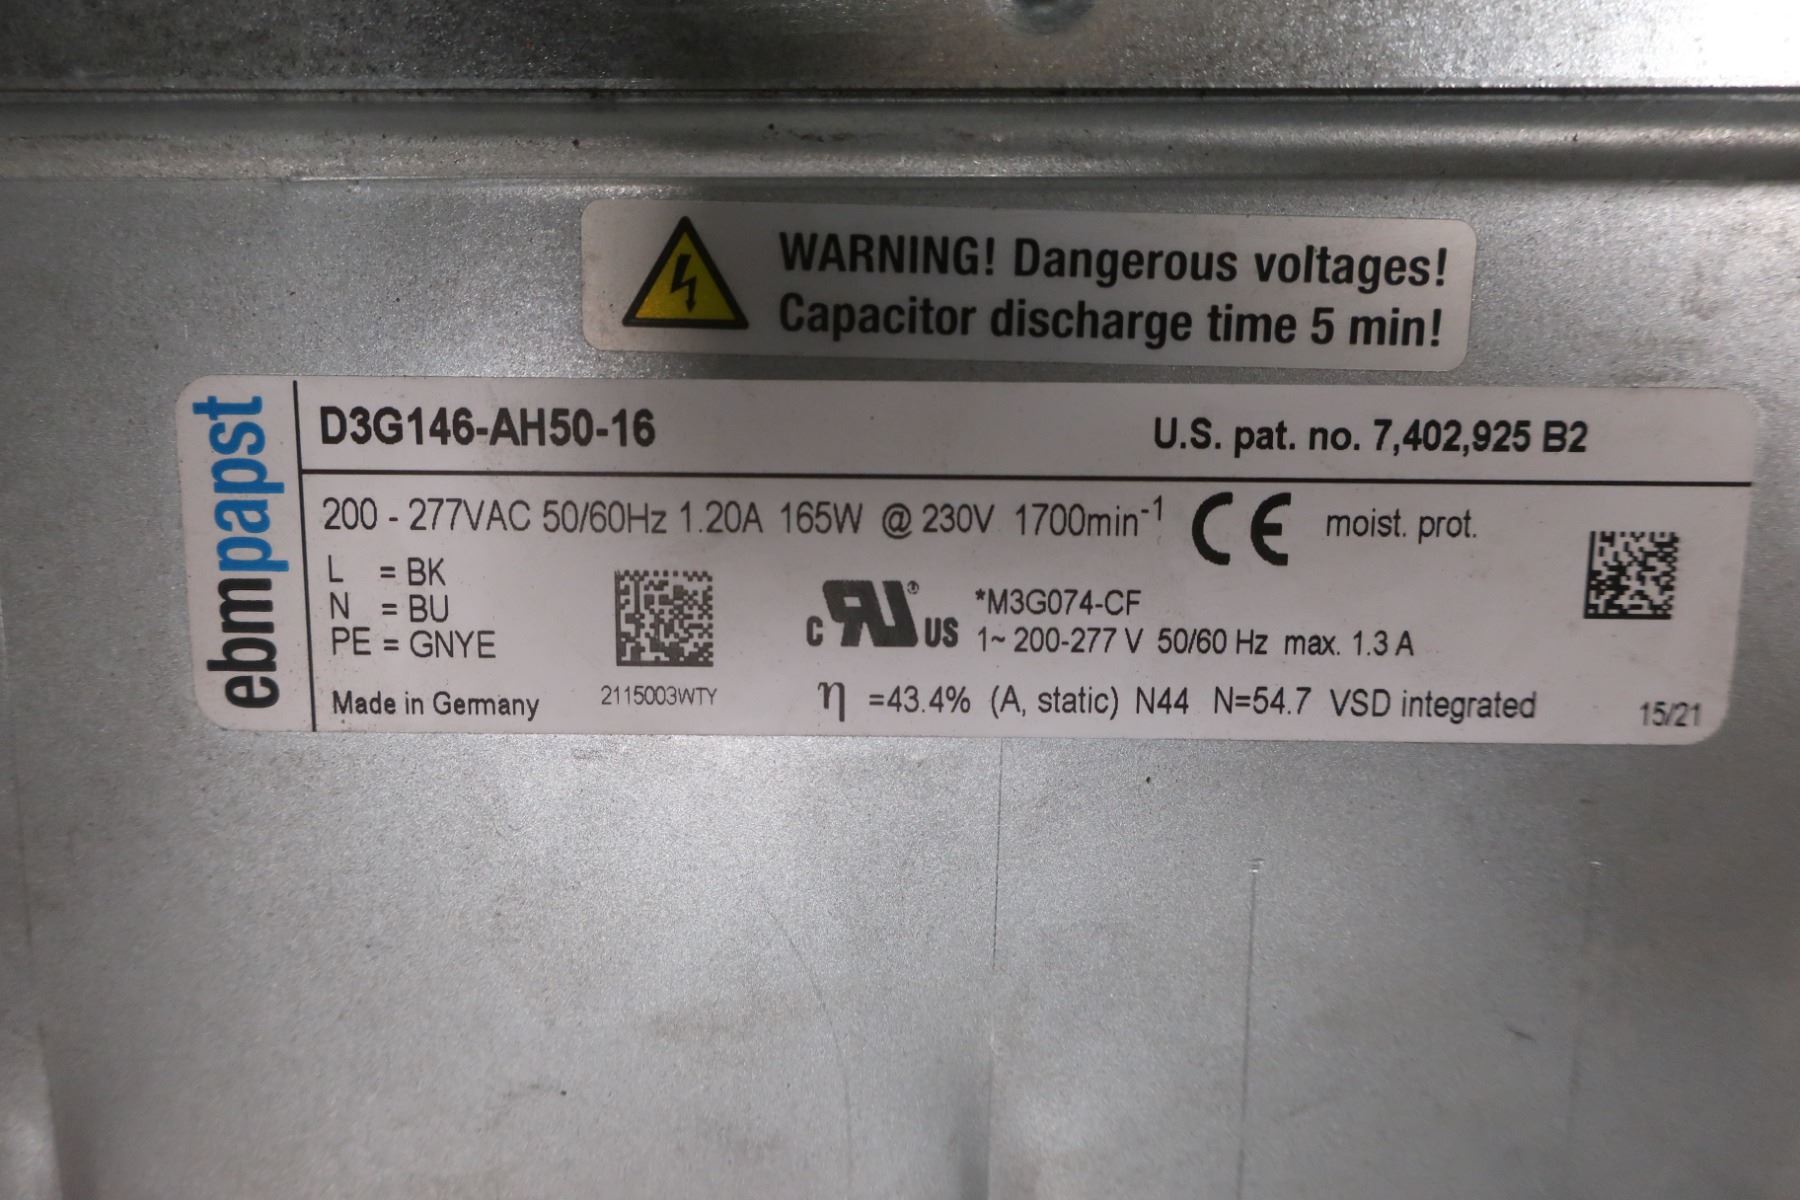 WARNING! Dangerous voltages!
Capacitor discharge time 5 min!
ebmpapst
D3G146-AH50-16 U.S. pat. no. 7,402,925 B2
200 - 277VAC 50/60Hz 1.20A 165W @ 230V 1700min⁻¹ CE moist. prot.
L = BK
N = BU
PE = GNYE
Made in Germany
2115003WTY
c RU® US
*M3G074-CF
1~ 200-277 V 50/60 Hz max. 1.3 A
η =43.4% (A, static) N44 N=54.7 VSD integrated
15/21